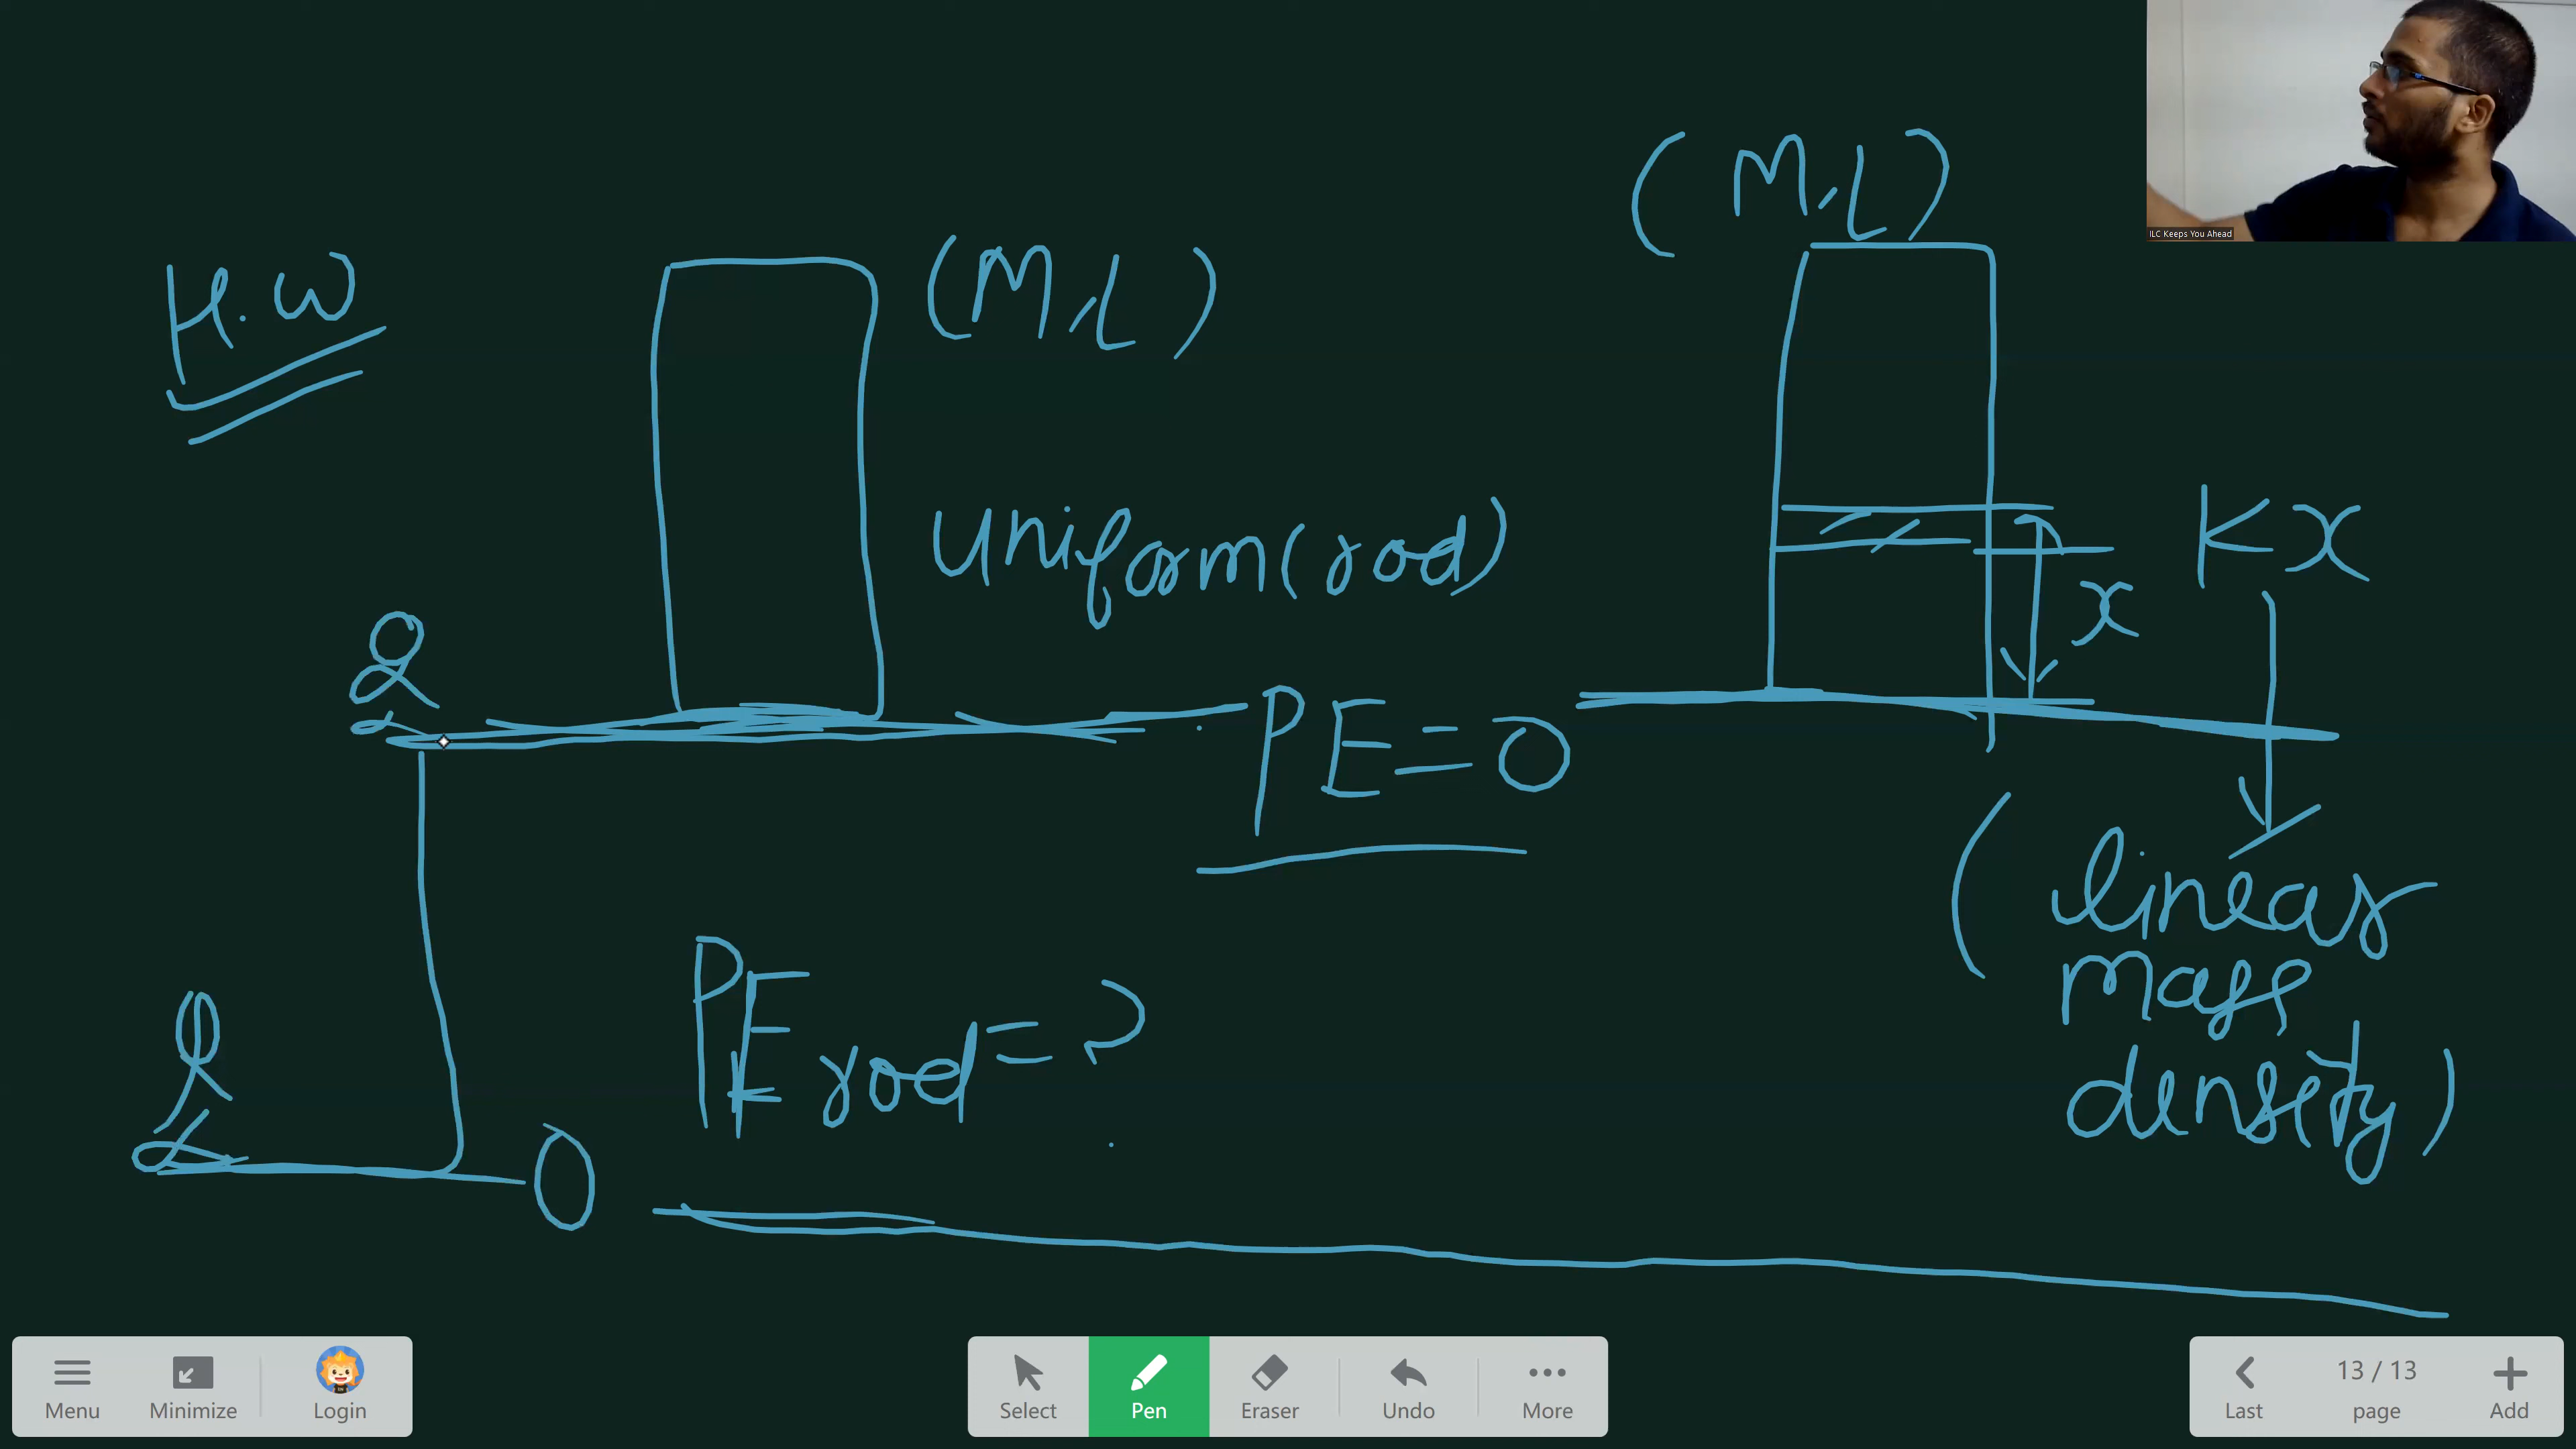 H.W
(M,L)
(M,L)
uniform(rod)
x
Kx
PE=0
PE rod = ?
0
(linear
mass
density)
ILC Keeps You Ahead
Menu
Minimize
Login
Select
Pen
Eraser
Undo
More
Last
13 / 13
page
Add